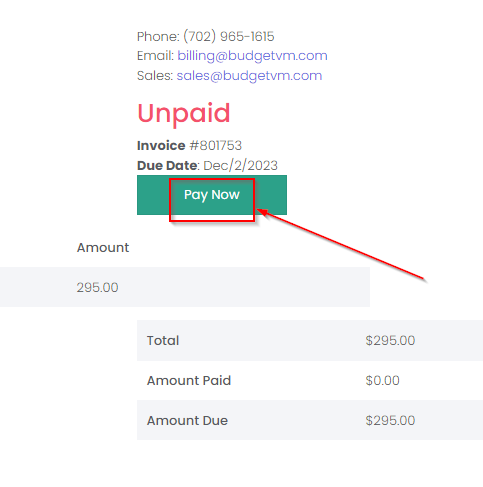 Phone: (702) 965-1615
Email: billing@budgetvm.com
Sales: sales@budgetvm.com
Unpaid
Invoice #801753
Due Date: Dec/2/2023
Pay Now
Amount
295.00
Total $295.00
Amount Paid $0.00
Amount Due $295.00